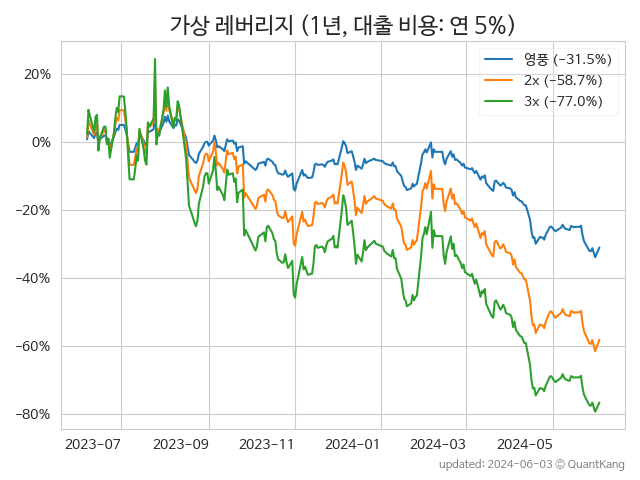 가상 레버리지 (1년, 대출 비용: 연 5%)
영풍 (−31.5%)
2x (−58.7%)
3x (−77.0%)
20%
0%
−20%
−40%
−60%
−80%
2023-07
2023-09
2023-11
2024-01
2024-03
2024-05
updated: 2024-06-03 © QuantKang